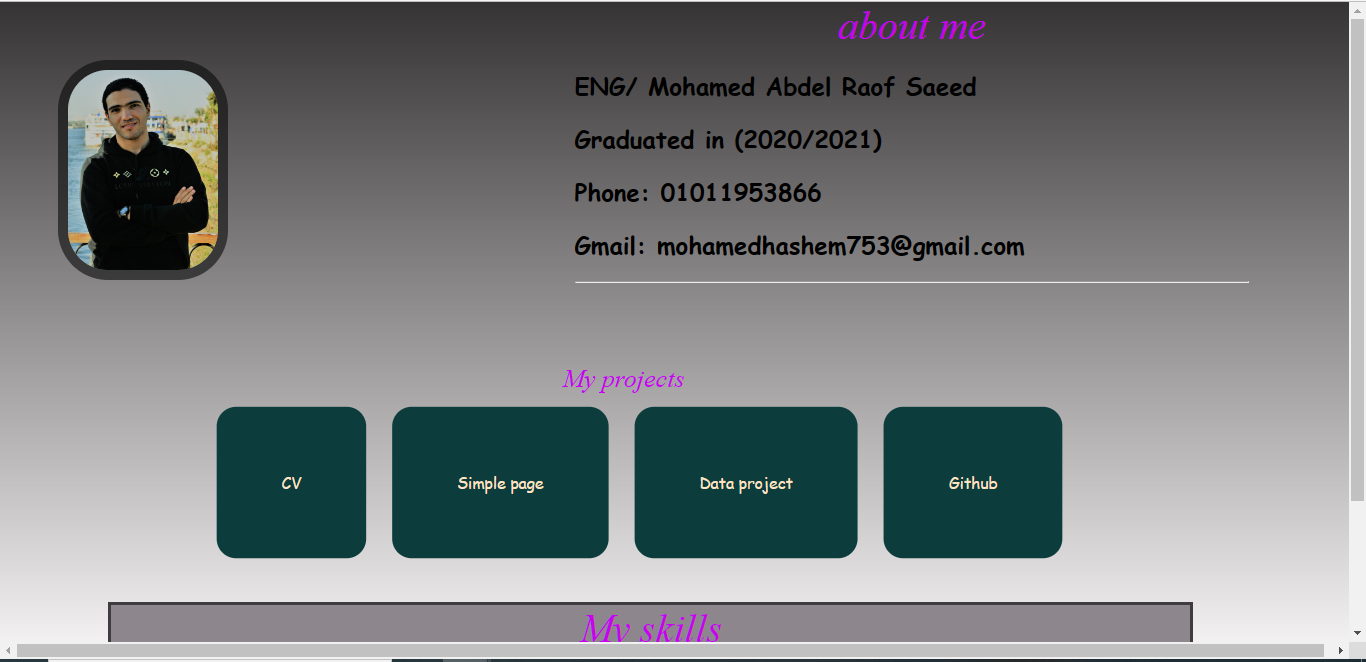 about me
ENG/ Mohamed Abdel Raof Saeed
Graduated in (2020/2021)
Phone: 01011953866
Gmail: mohamedhashem753@gmail.com
My projects
CV
Simple page
Data project
Github
My skills